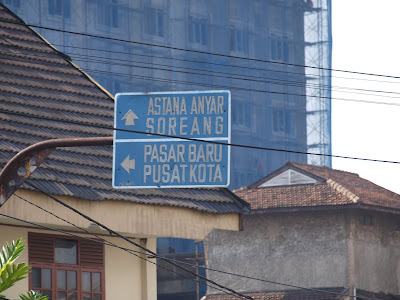 ASTANA ANYAR
SOREANG
PASAR BARU
PUSAT KOTA